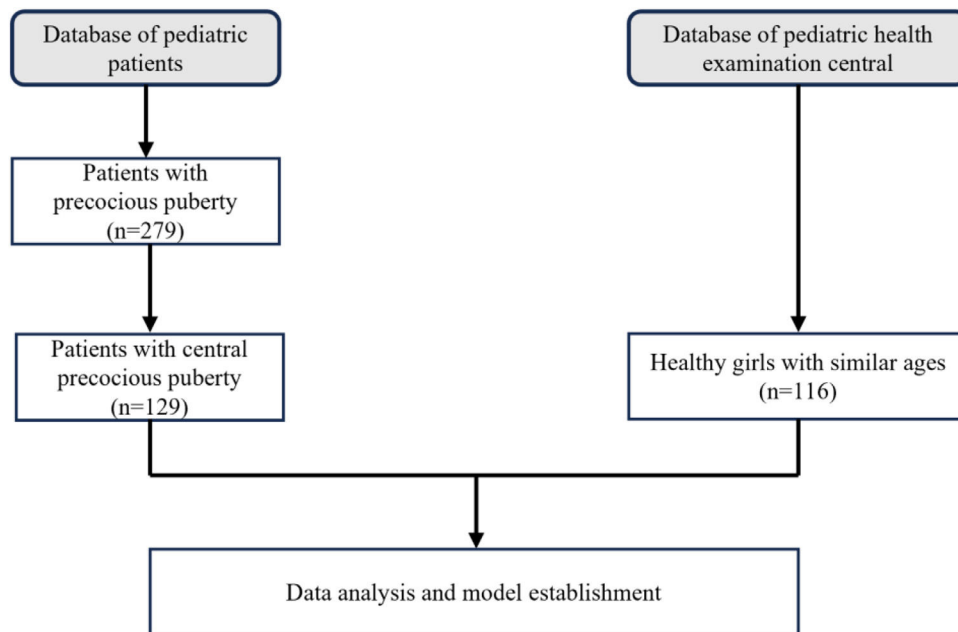 Database of pediatric
patients
Database of pediatric health
examination central
Patients with
precocious puberty
(n=279)
Patients with central
precocious puberty
(n=129)
Healthy girls with similar ages
(n=116)
Data analysis and model establishment